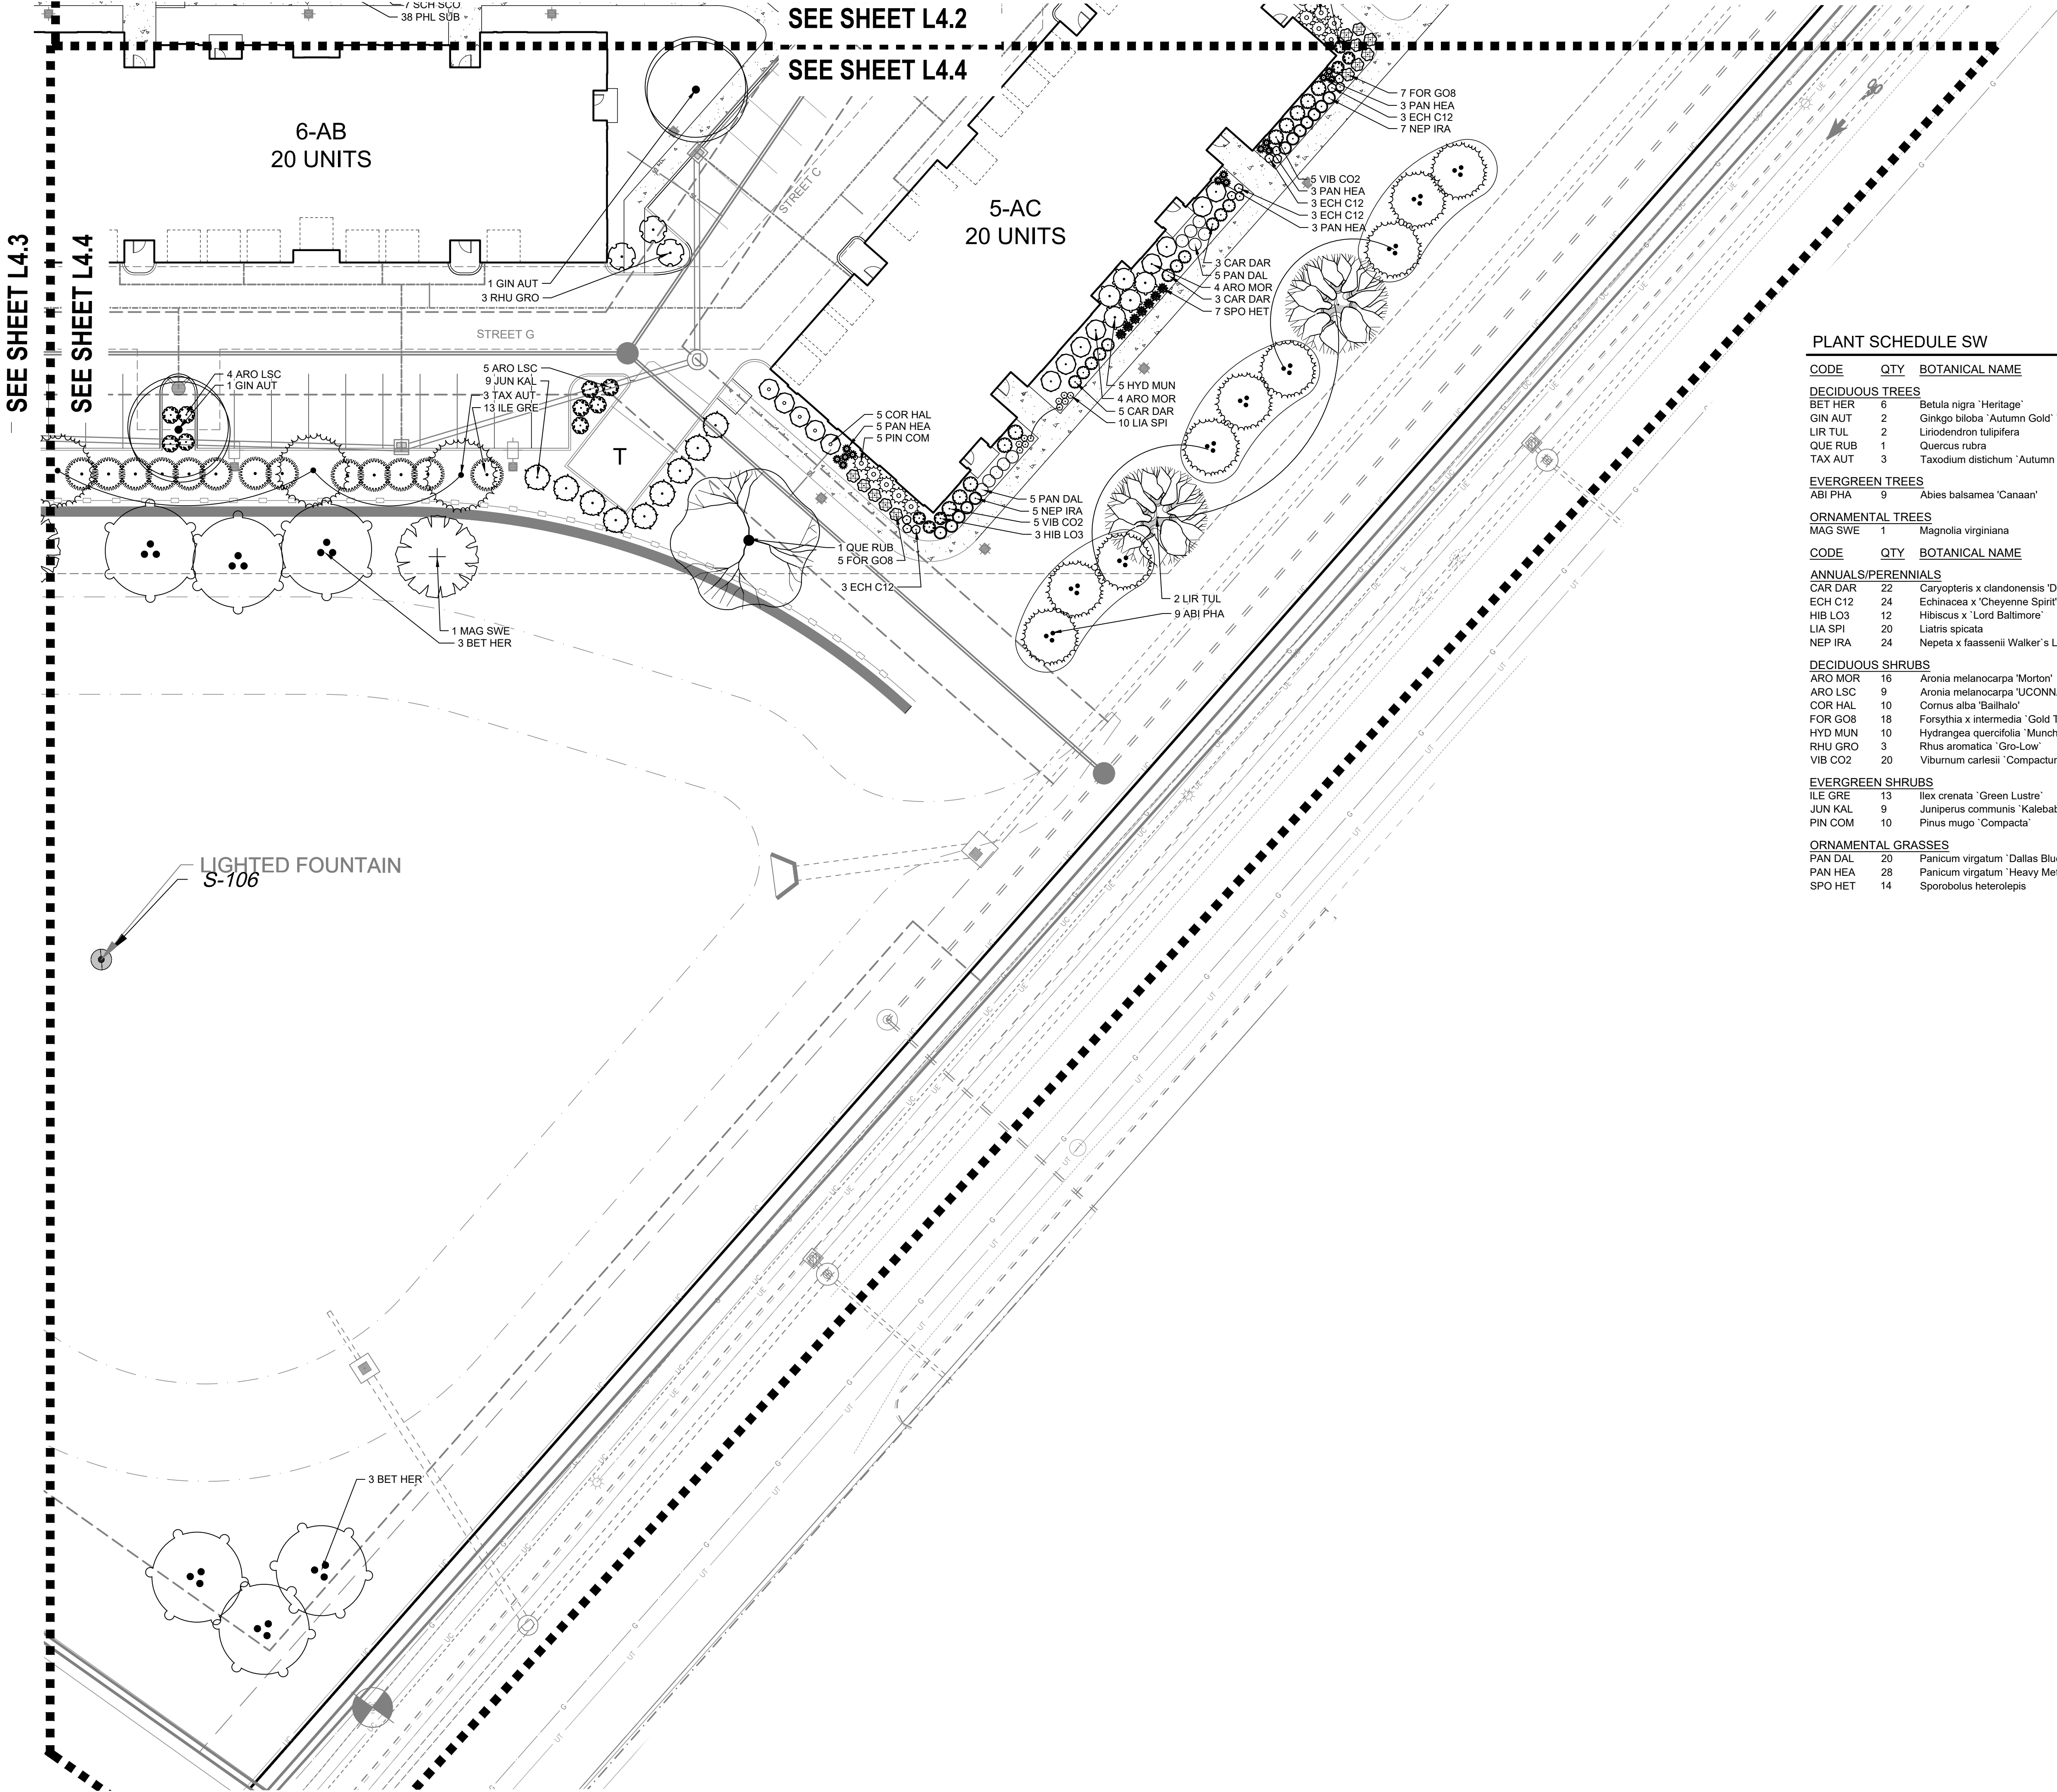 7 SCH SCO
38 PHL SUB
SEE SHEET L4.2
SEE SHEET L4.4
SEE SHEET L4.3
SEE SHEET L4.4
6-AB
20 UNITS
STREET C
5-AC
20 UNITS
7 FOR GO8
3 PAN HEA
3 ECH C12
7 NEP IRA
5 VIB CO2
3 PAN HEA
3 ECH C12
3 ECH C12
3 PAN HEA
1 GIN AUT
3 RHU GRO
3 CAR DAR
5 PAN DAL
4 ARO MOR
3 CAR DAR
7 SPO HET
STREET G
4 ARO LSC
1 GIN AUT
5 ARO LSC
9 JUN KAL
3 TAX AUT
13 ILE GRE
T
5 HYD MUN
4 ARO MOR
5 CAR DAR
10 LIA SPI
5 COR HAL
5 PAN HEA
5 PIN COM
5 PAN DAL
5 NEP IRA
5 VIB CO2
3 HIB LO3
1 QUE RUB
5 FOR GO8
3 ECH C12
2 LIR TUL
9 ABI PHA
1 MAG SWE
3 BET HER
LIGHTED FOUNTAIN
S-106
3 BET HER
PLANT SCHEDULE SW
CODE QTY BOTANICAL NAME
DECIDUOUS TREES
BET HER 6 Betula nigra `Heritage`
GIN AUT 2 Ginkgo biloba `Autumn Gold`
LIR TUL 2 Liriodendron tulipifera
QUE RUB 1 Quercus rubra
TAX AUT 3 Taxodium distichum `Autumn
EVERGREEN TREES
ABI PHA 9 Abies balsamea 'Canaan'
ORNAMENTAL TREES
MAG SWE 1 Magnolia virginiana
CODE QTY BOTANICAL NAME
ANNUALS/PERENNIALS
CAR DAR 22 Caryopteris x clandonensis 'D
ECH C12 24 Echinacea x 'Cheyenne Spirit'
HIB LO3 12 Hibiscus x `Lord Baltimore`
LIA SPI 20 Liatris spicata
NEP IRA 24 Nepeta x faassenii Walker`s L
DECIDUOUS SHRUBS
ARO MOR 16 Aronia melanocarpa 'Morton'
ARO LSC 9 Aronia melanocarpa 'UCONN
COR HAL 10 Cornus alba 'Bailhalo'
FOR GO8 18 Forsythia x intermedia `Gold T
HYD MUN 10 Hydrangea quercifolia `Munch
RHU GRO 3 Rhus aromatica `Gro-Low`
VIB CO2 20 Viburnum carlesii `Compactu
EVERGREEN SHRUBS
ILE GRE 13 Ilex crenata `Green Lustre`
JUN KAL 9 Juniperus communis `Kalebab
PIN COM 10 Pinus mugo `Compacta`
ORNAMENTAL GRASSES
PAN DAL 20 Panicum virgatum `Dallas Blu
PAN HEA 28 Panicum virgatum `Heavy Me
SPO HET 14 Sporobolus heterolepis